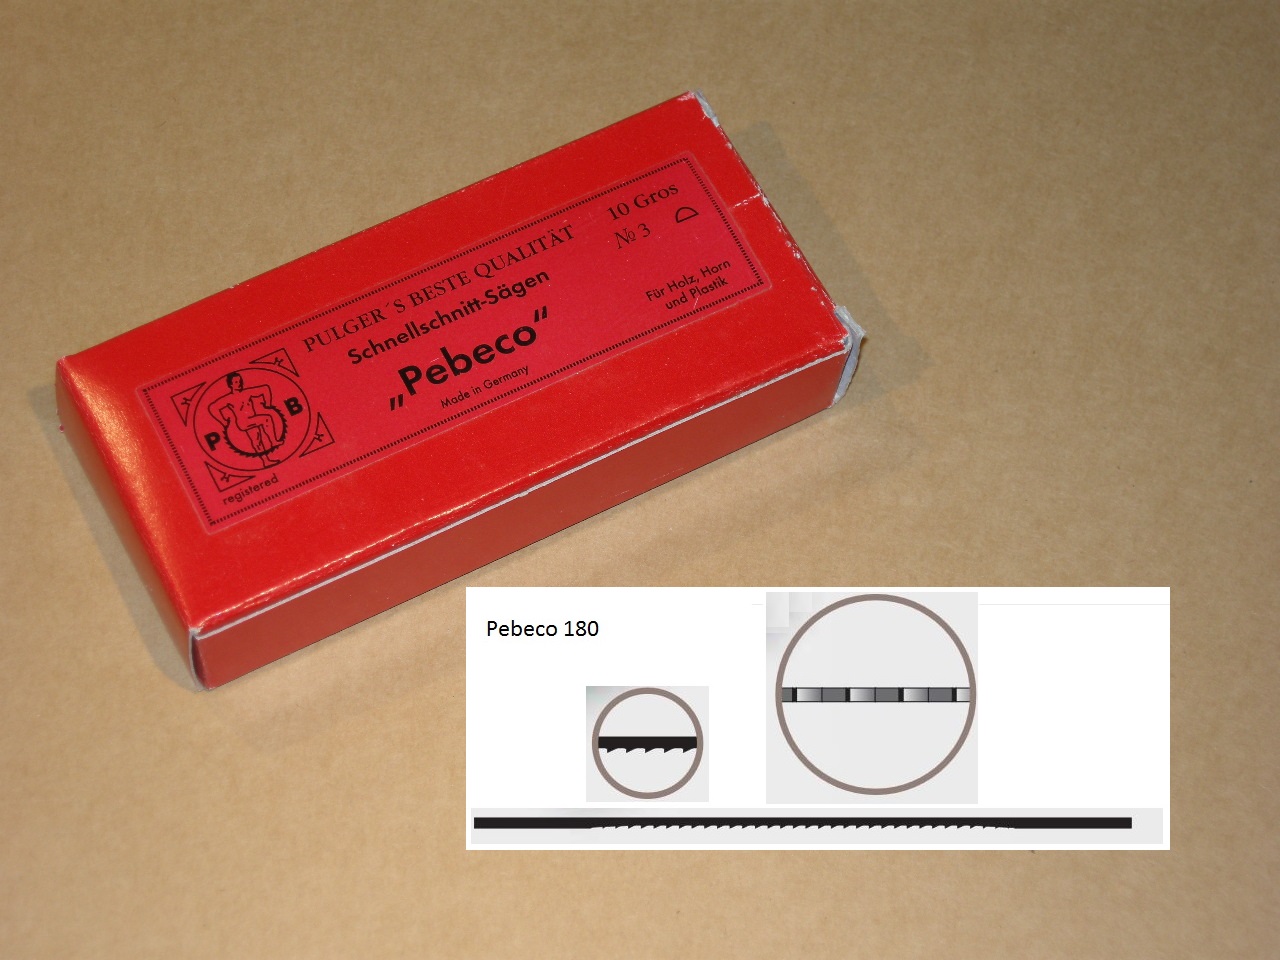 PULGER´S BESTE QUALITÄT
10 Gros
№ 3
Schnellschnitt-Sägen
„Pebeco“
Made in Germany
Für Holz, Horn
und Plastik
P B
registered
Pebeco 180